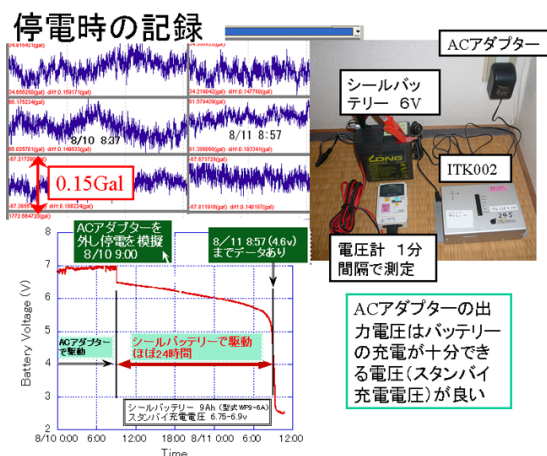 停電時の記録
ACアダプター
シールバッ
テリー 6V
ITK002
8/10 8:37
8/11 8:57
0.15Gal
LONG
245
電圧計 1分
間隔で測定
ACアダプターを
外し停電を模擬
8/10 9:00
8/11 8:57(4.6v)
までデータあり
ACアダプター
で駆動
シールバッテリーで駆動
ほぼ24時間
シールバッテリー 9Ah (型式WP9-6A)
スタンバイ充電電圧 6.75-6.9v
Battery Voltage (V)
8
7
6
5
4
3
2
8/10 0:00
6:00
12:00
18:00
8/11 0:00
6:00
12:00
Time
ACアダプターの出
力電圧はバッテリー
の充電が十分でき
る電圧(スタンバイ
充電電圧)が良い